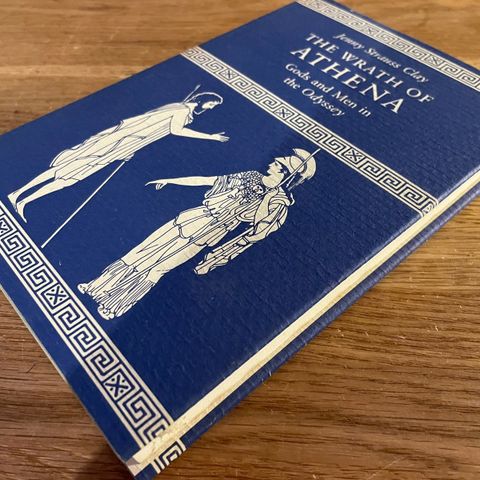 Jenny Strauss Clay
THE WRATH OF
ATHENA
Gods and Men in
the Odyssey